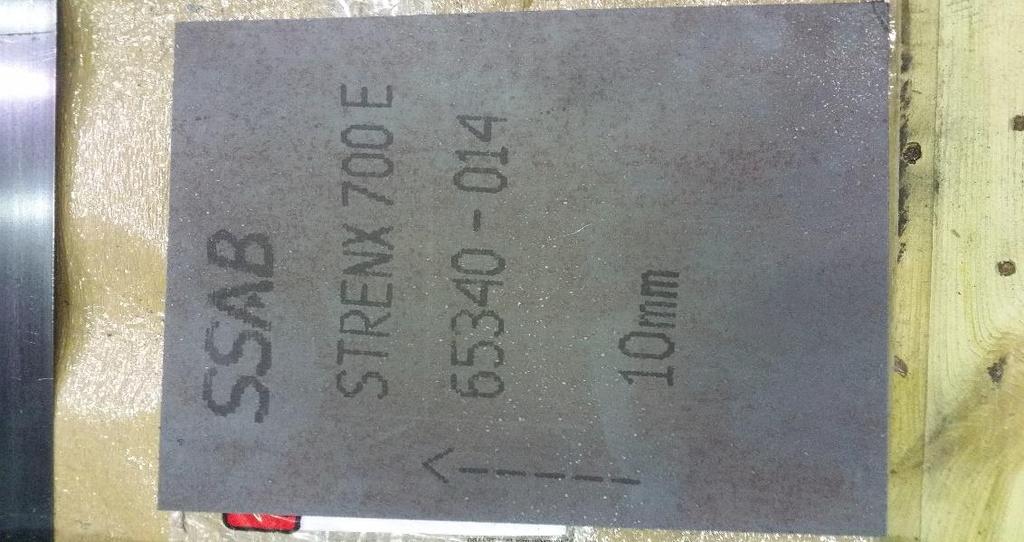 SSAB
STRENX 700 E
65340-014
10mm